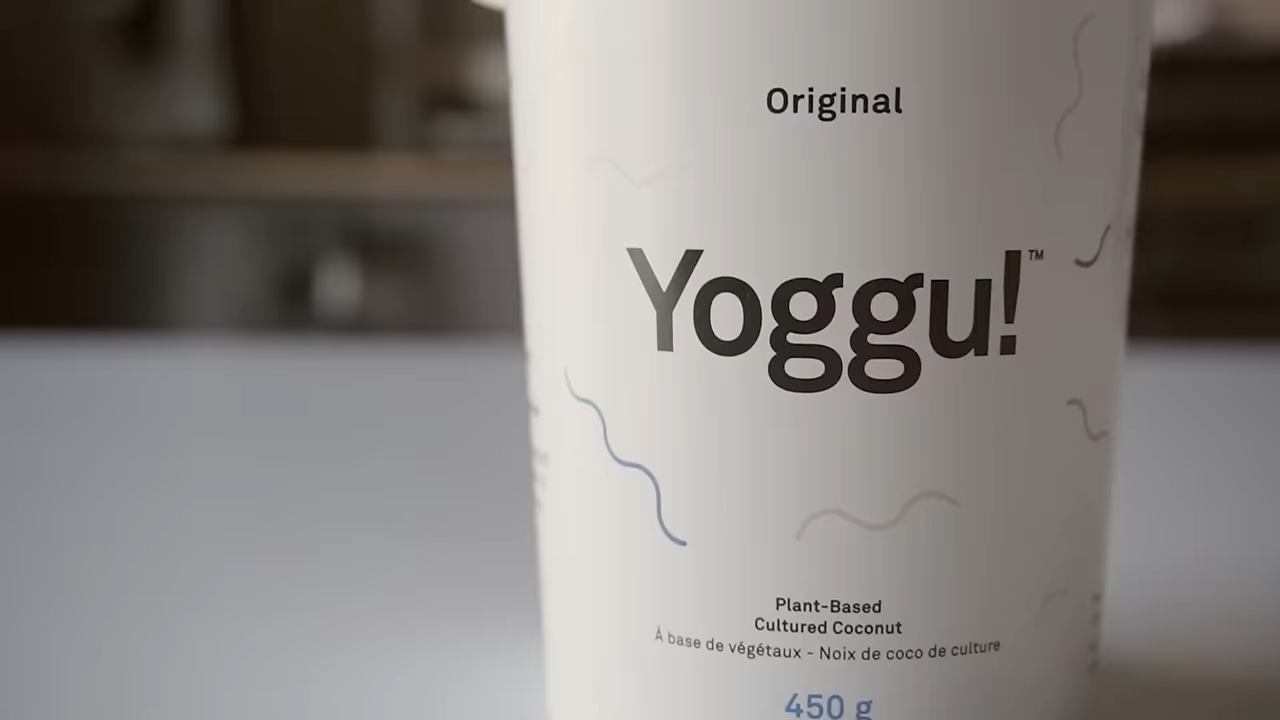 Original
Yoggu!™
Plant-Based
Cultured Coconut
À base de végétaux - Noix de coco de culture
450 g